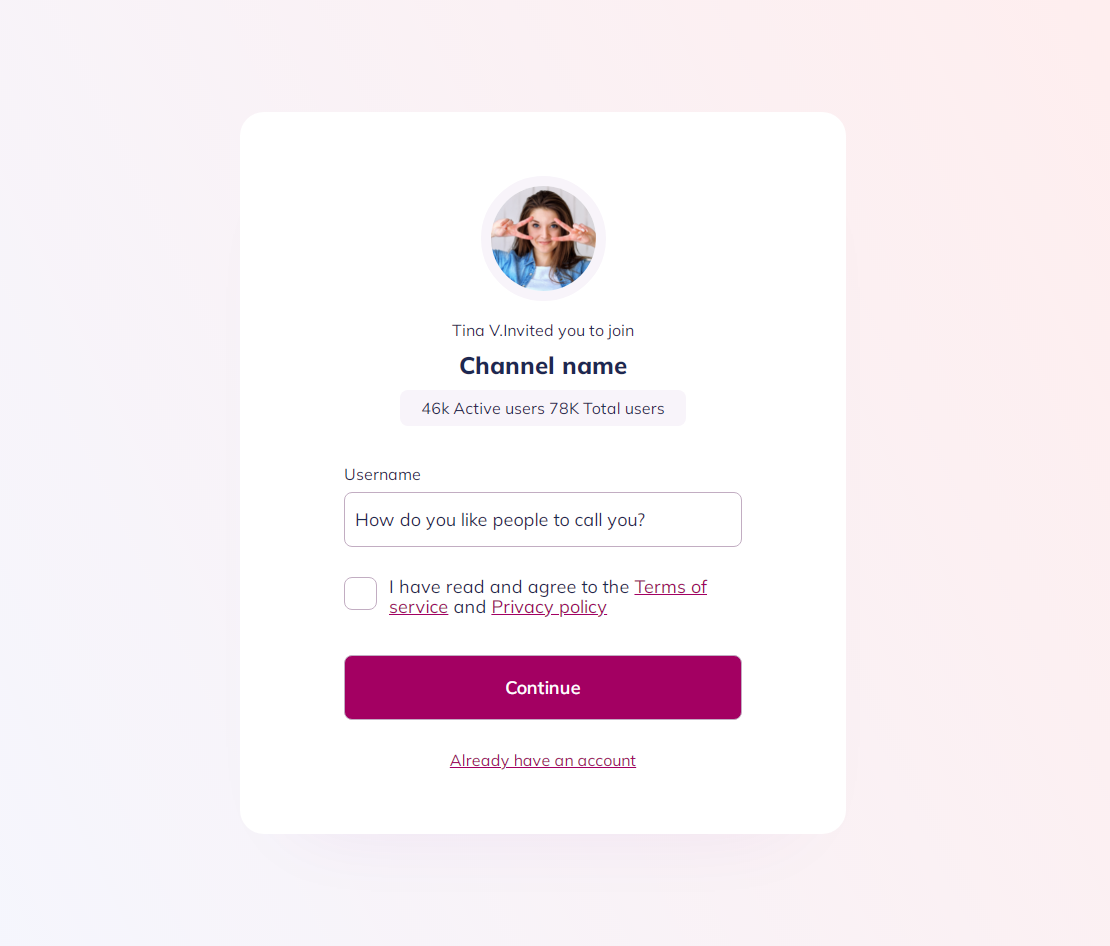 Tina V.Invited you to join
Channel name
46k Active users 78K Total users
Username
How do you like people to call you?
I have read and agree to the Terms of
service and Privacy policy
Continue
Already have an account